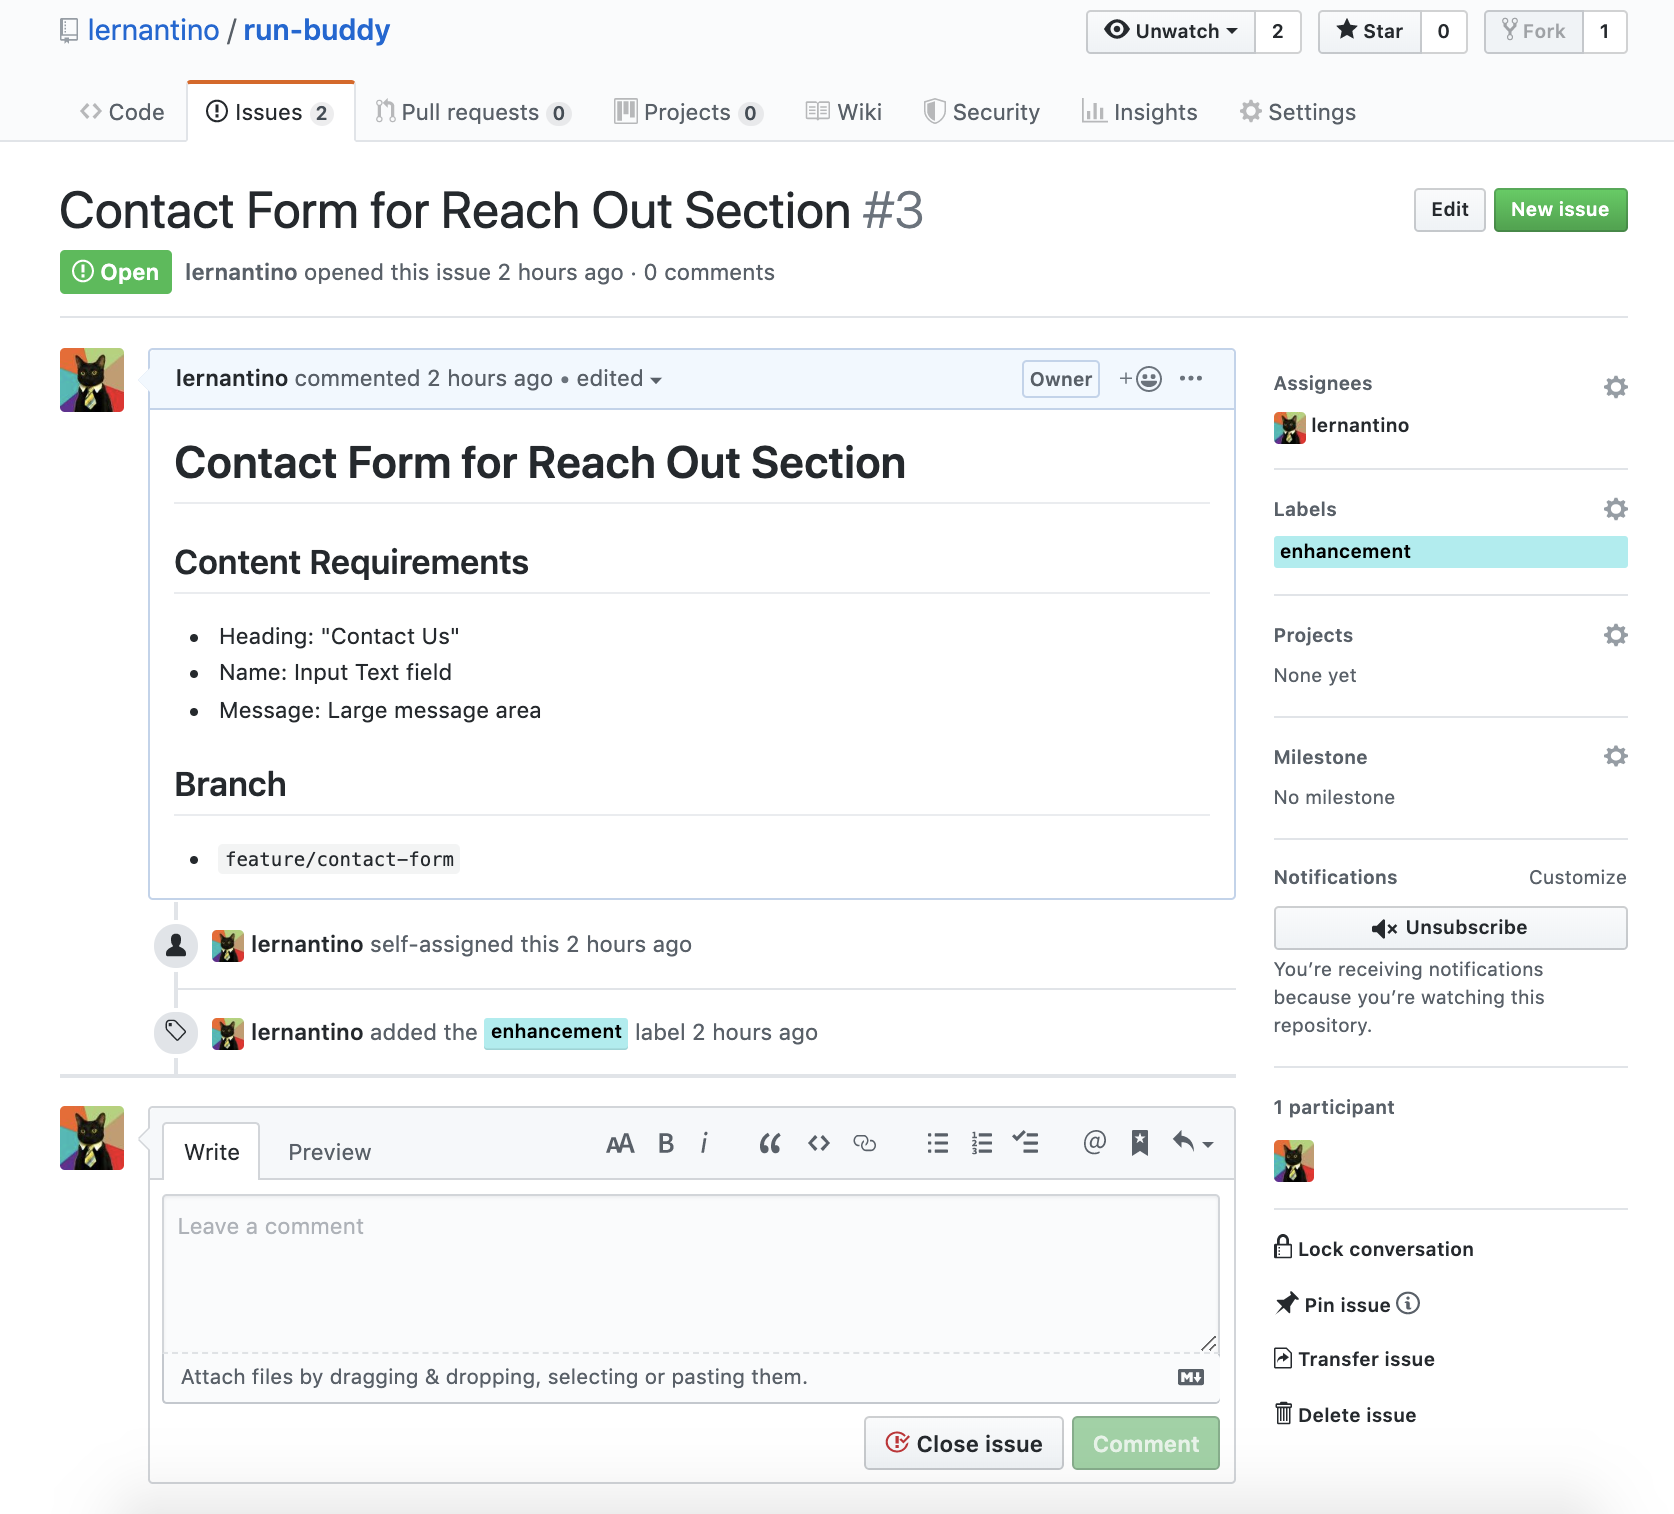 lernantino / run-buddy
Unwatch 2 Star 0 Fork 1
Code Issues 2 Pull requests 0 Projects 0 Wiki Security Insights Settings
Contact Form for Reach Out Section #3
Edit New issue
Open lernantino opened this issue 2 hours ago · 0 comments
lernantino commented 2 hours ago • edited
Owner
Contact Form for Reach Out Section
Content Requirements
• Heading: "Contact Us"
• Name: Input Text field
• Message: Large message area
Branch
• feature/contact-form
lernantino self-assigned this 2 hours ago
lernantino added the enhancement label 2 hours ago
Write Preview
AA B i
Leave a comment
Attach files by dragging & dropping, selecting or pasting them.
Close issue Comment
Assignees
lernantino
Labels
enhancement
Projects
None yet
Milestone
No milestone
Notifications Customize
Unsubscribe
You’re receiving notifications
because you’re watching this
repository.
1 participant
Lock conversation
Pin issue
Transfer issue
Delete issue